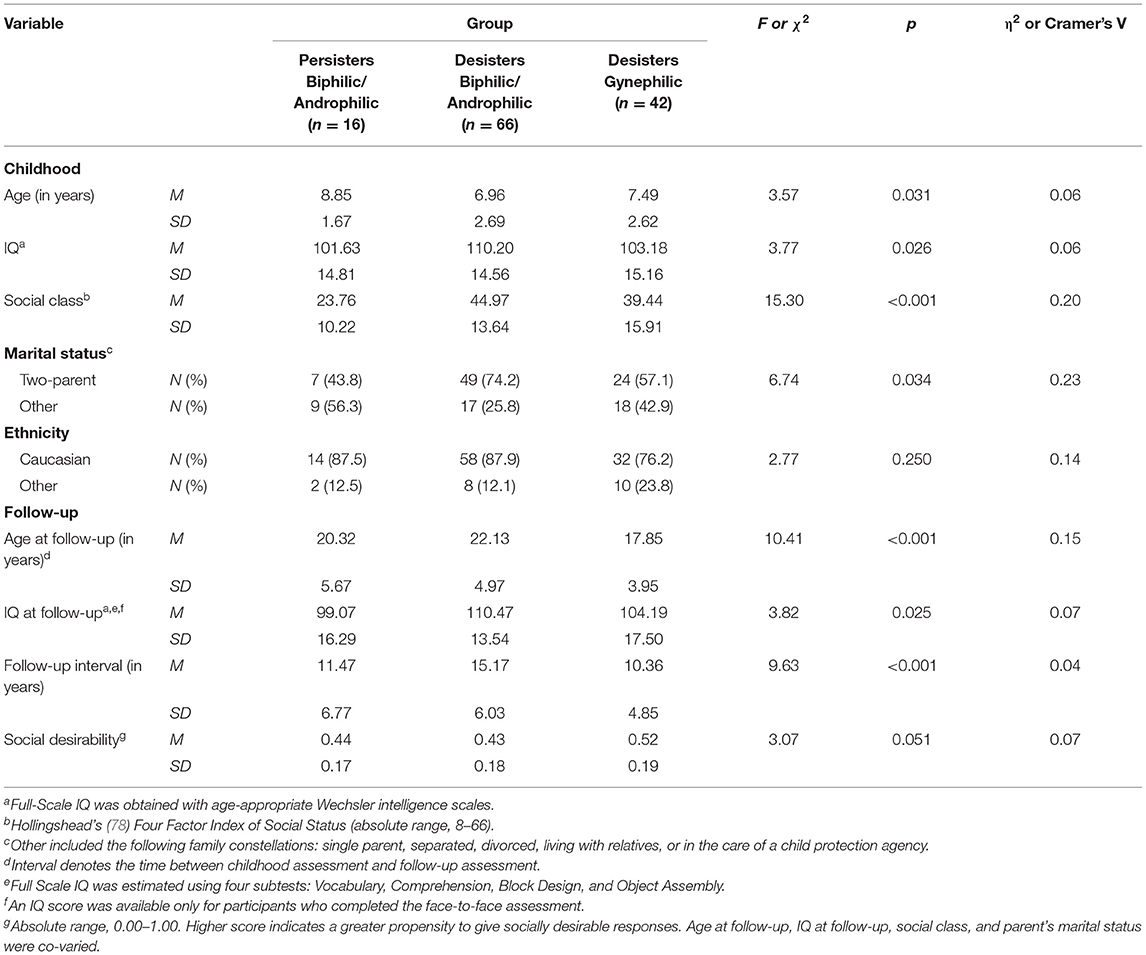 Variable Group F or χ2 p η2 or Cramer's V
Persisters Biphilic/ Androphilic (n = 16) Desisters Biphilic/ Androphilic (n = 66) Desisters Gynephilic (n = 42)
Childhood
Age (in years) M 8.85 6.96 7.49 3.57 0.031 0.06
SD 1.67 2.69 2.62
IQa M 101.63 110.20 103.18 3.77 0.026 0.06
SD 14.81 14.56 15.16
Social classb M 23.76 44.97 39.44 15.30 <0.001 0.20
SD 10.22 13.64 15.91
Marital statusc
Two-parent N (%) 7 (43.8) 49 (74.2) 24 (57.1) 6.74 0.034 0.23
Other N (%) 9 (56.3) 17 (25.8) 18 (42.9)
Ethnicity
Caucasian N (%) 14 (87.5) 58 (87.9) 32 (76.2) 2.77 0.250 0.14
Other N (%) 2 (12.5) 8 (12.1) 10 (23.8)
Follow-up
Age at follow-up (in years)d M 20.32 22.13 17.85 10.41 <0.001 0.15
SD 5.67 4.97 3.95
IQ at follow-upa,e,f M 99.07 110.47 104.19 3.82 0.025 0.07
SD 16.29 13.54 17.50
Follow-up interval (in years) M 11.47 15.17 10.36 9.63 <0.001 0.04
SD 6.77 6.03 4.85
Social desirabilityg M 0.44 0.43 0.52 3.07 0.051 0.07
SD 0.17 0.18 0.19
aFull-Scale IQ was obtained with age-appropriate Wechsler intelligence scales.
bHollingshead's (78) Four Factor Index of Social Status (absolute range, 8–66).
cOther included the following family constellations: single parent, separated, divorced, living with relatives, or in the care of a child protection agency.
dInterval denotes the time between childhood assessment and follow-up assessment.
eFull Scale IQ was estimated using four subtests: Vocabulary, Comprehension, Block Design, and Object Assembly.
fAn IQ score was available only for participants who completed the face-to-face assessment.
gAbsolute range, 0.00–1.00. Higher score indicates a greater propensity to give socially desirable responses. Age at follow-up, IQ at follow-up, social class, and parent's marital status
were co-varied.